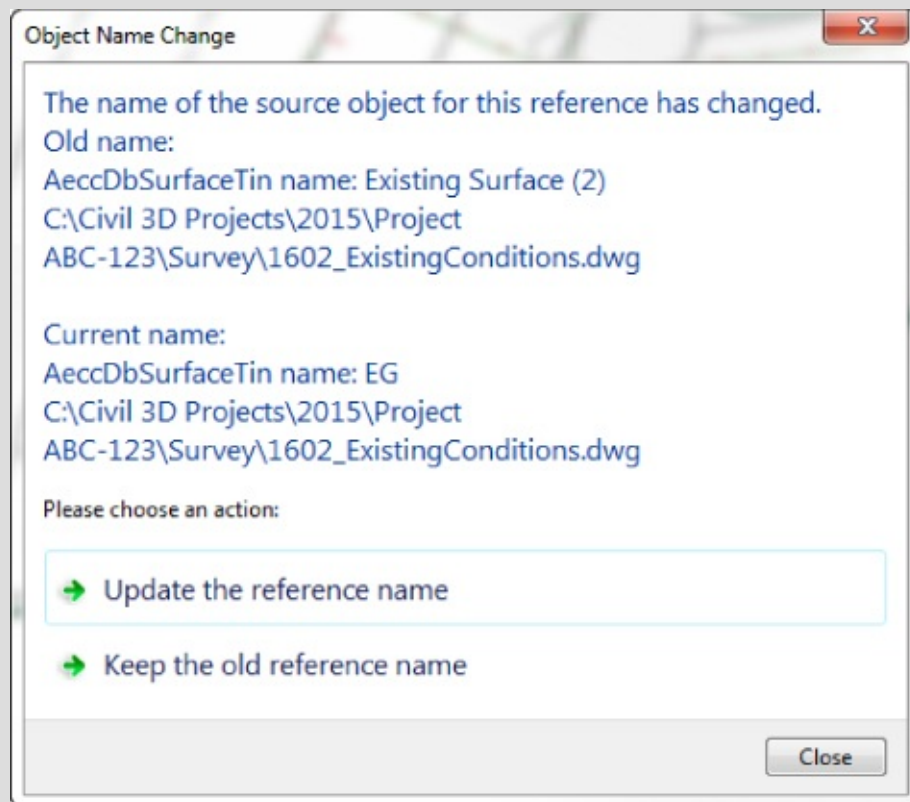 Object Name Change
The name of the source object for this reference has changed.
Old name:
AeccDbSurfaceTin name: Existing Surface (2)
C:\Civil 3D Projects\2015\Project
ABC-123\Survey\1602_ExistingConditions.dwg
Current name:
AeccDbSurfaceTin name: EG
C:\Civil 3D Projects\2015\Project
ABC-123\Survey\1602_ExistingConditions.dwg
Please choose an action:
Update the reference name
Keep the old reference name
Close